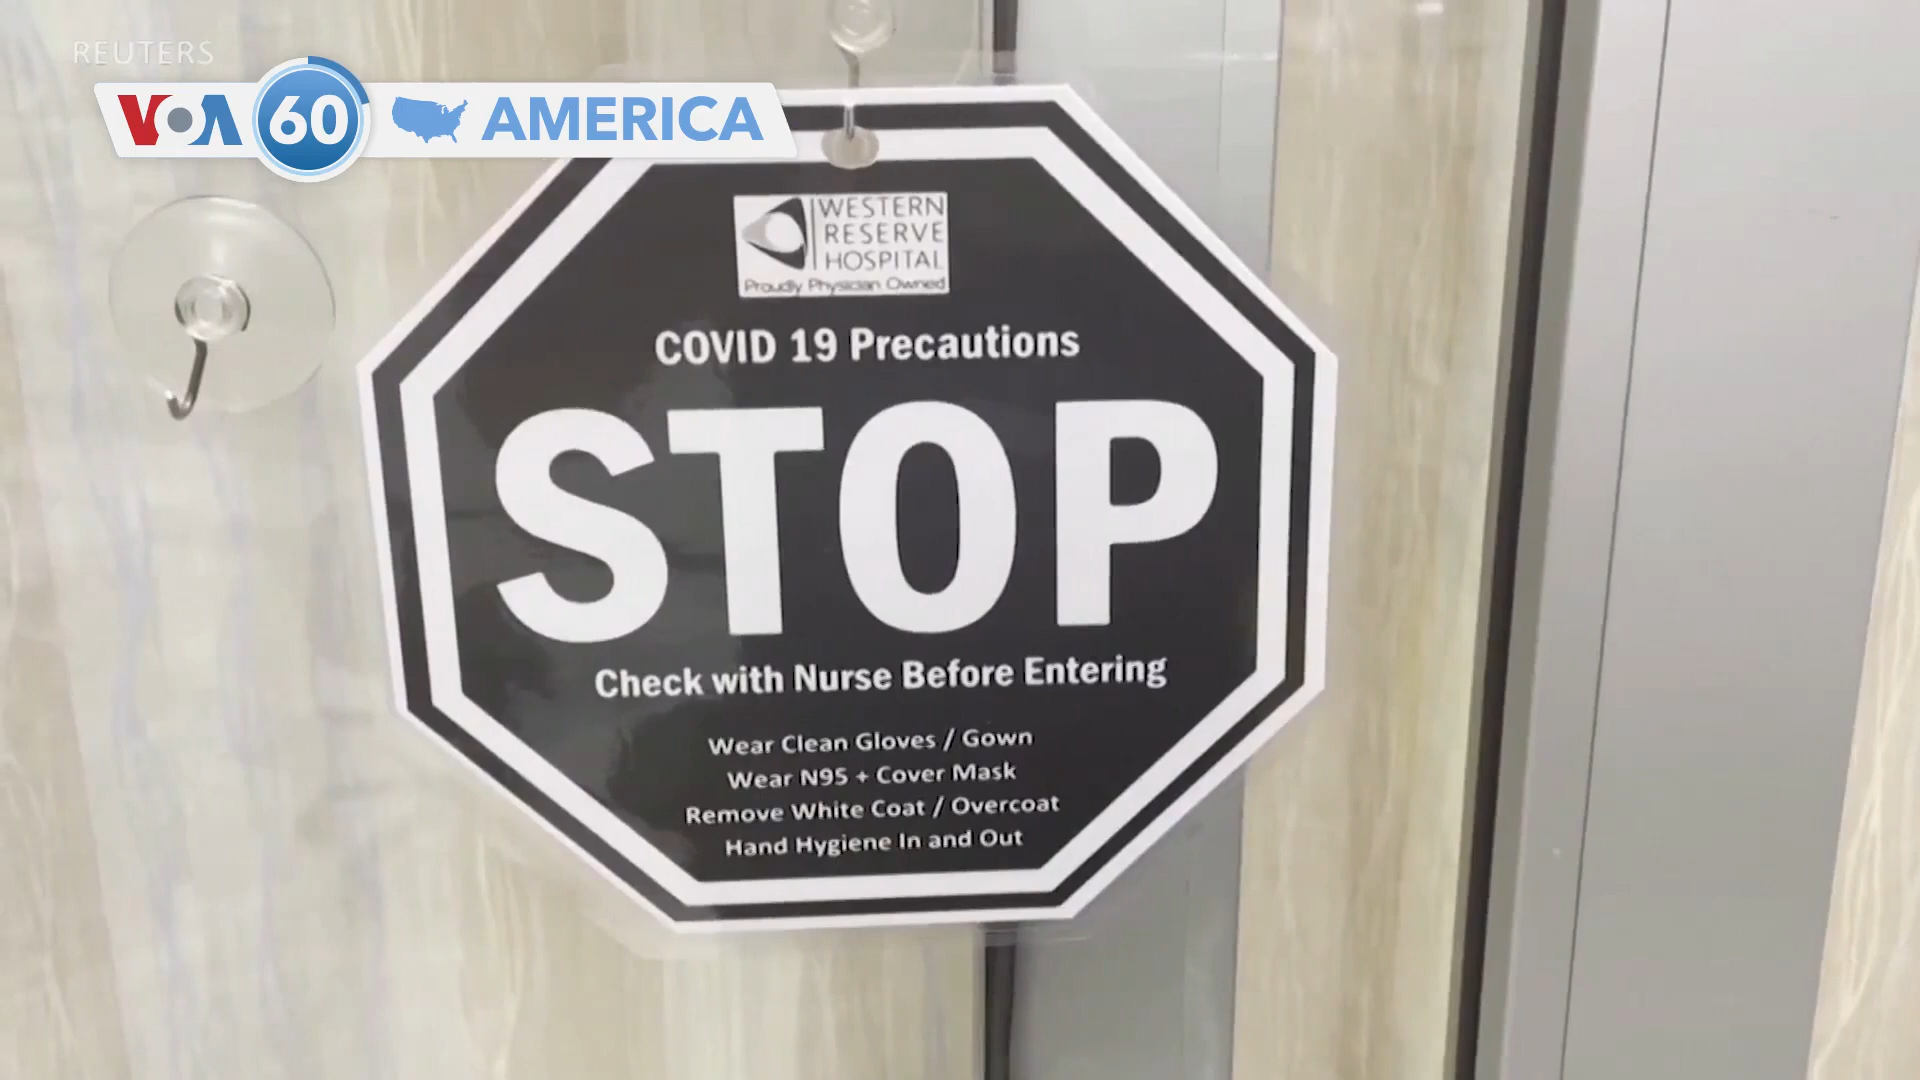 REUTERS
VOA 60 AMERICA
WESTERN
RESERVE
HOSPITAL
Proudly Physician Owned
COVID 19 Precautions
STOP
Check with Nurse Before Entering
Wear Clean Gloves / Gown
Wear N95 + Cover Mask
Remove White Coat / Overcoat
Hand Hygiene In and Out